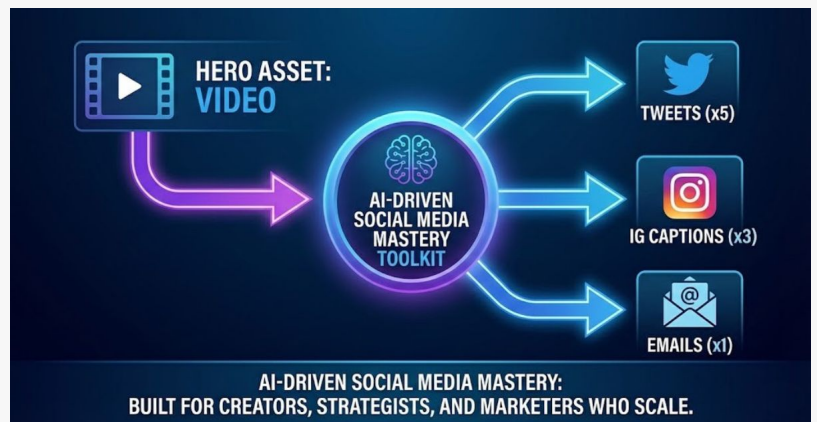 HERO ASSET:
VIDEO
AI-DRIVEN
SOCIAL MEDIA
MASTERY
TOOLKIT
TWEETS (x5)
IG CAPTIONS (x3)
@
EMAILS (x1)
AI-DRIVEN SOCIAL MEDIA MASTERY:
BUILT FOR CREATORS, STRATEGISTS, AND MARKETERS WHO SCALE.